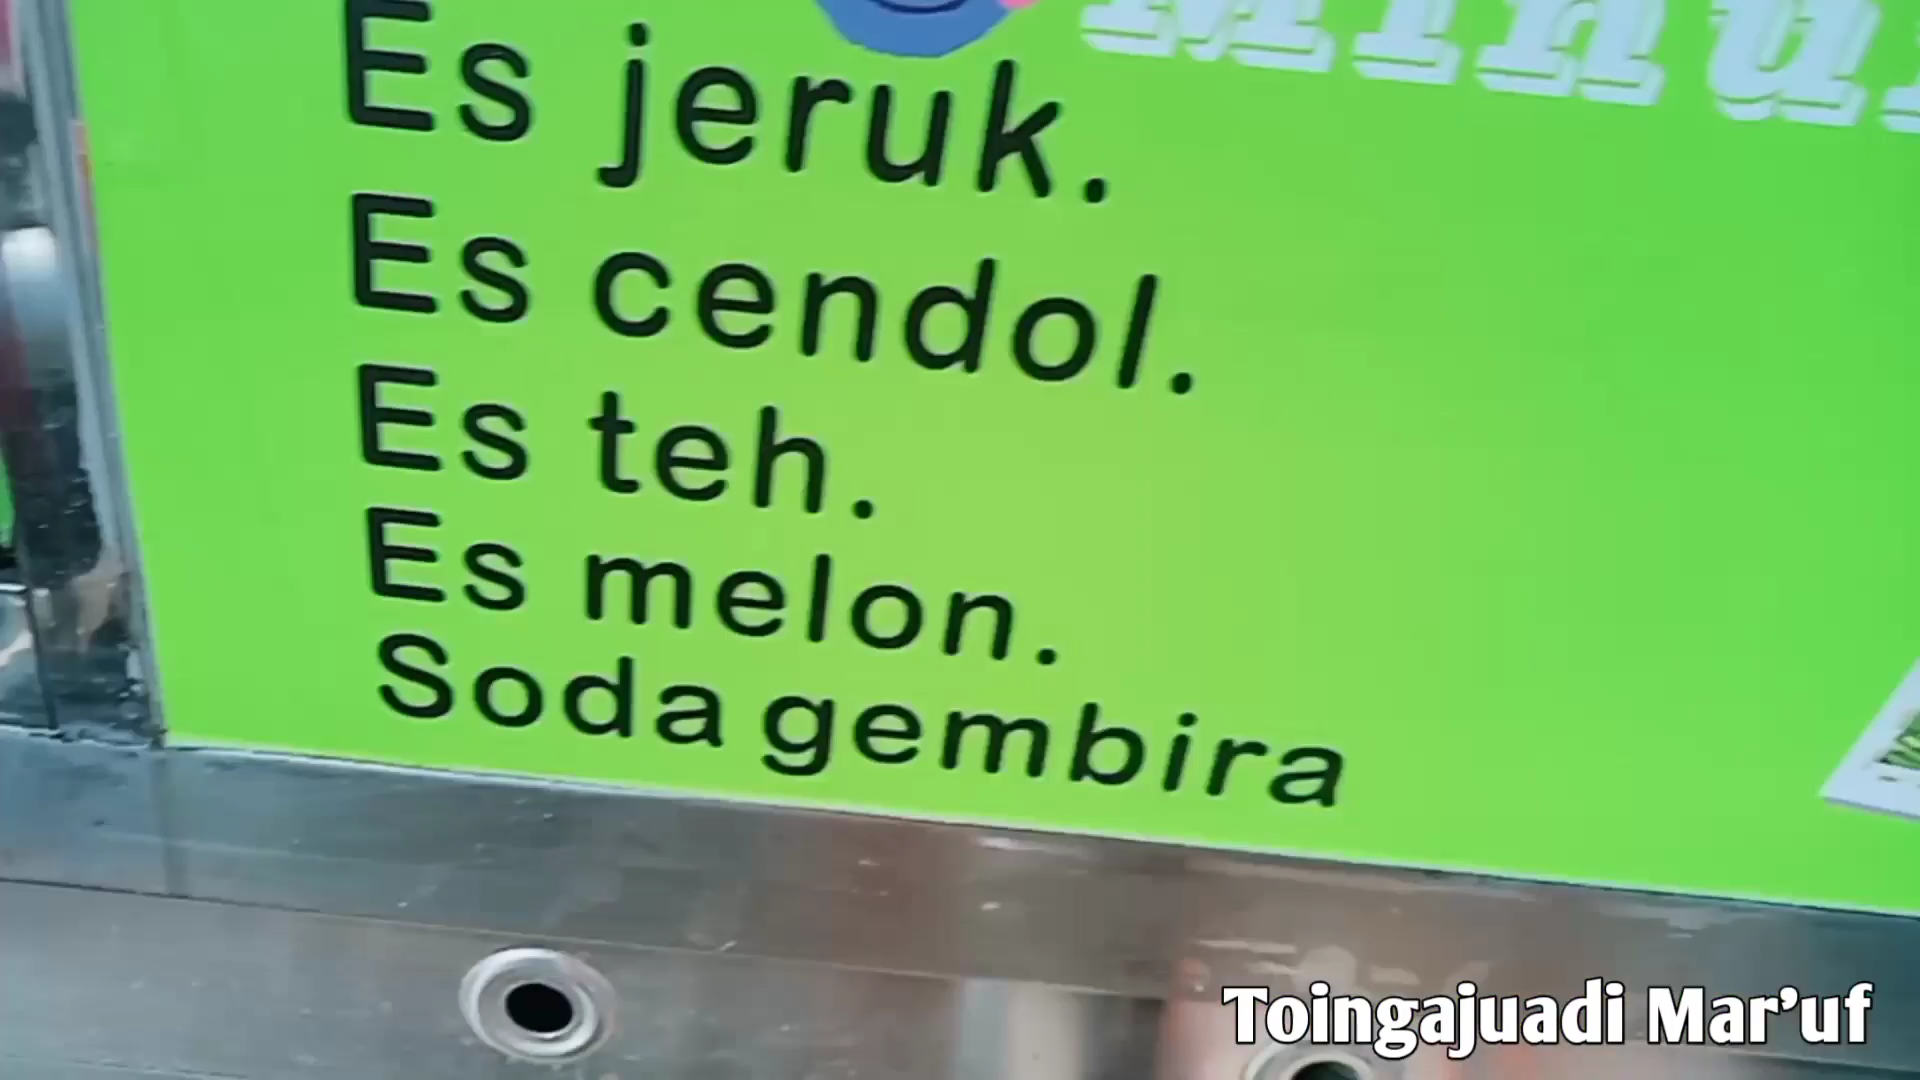 Es jeruk.
Es cendol.
Es teh.
Es melon.
Soda gembira
Toingajuadi Mar'uf